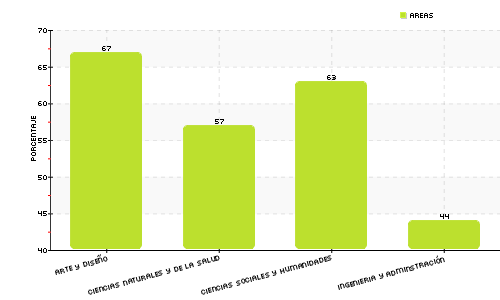 AREAS
PORCENTAJE
70
65
60
55
50
45
40
67
57
63
44
ARTE Y DISEÑO
CIENCIAS NATURALES Y DE LA SALUD
CIENCIAS SOCIALES Y HUMANIDADES
INGENIERIA Y ADMINSTRACIÓN